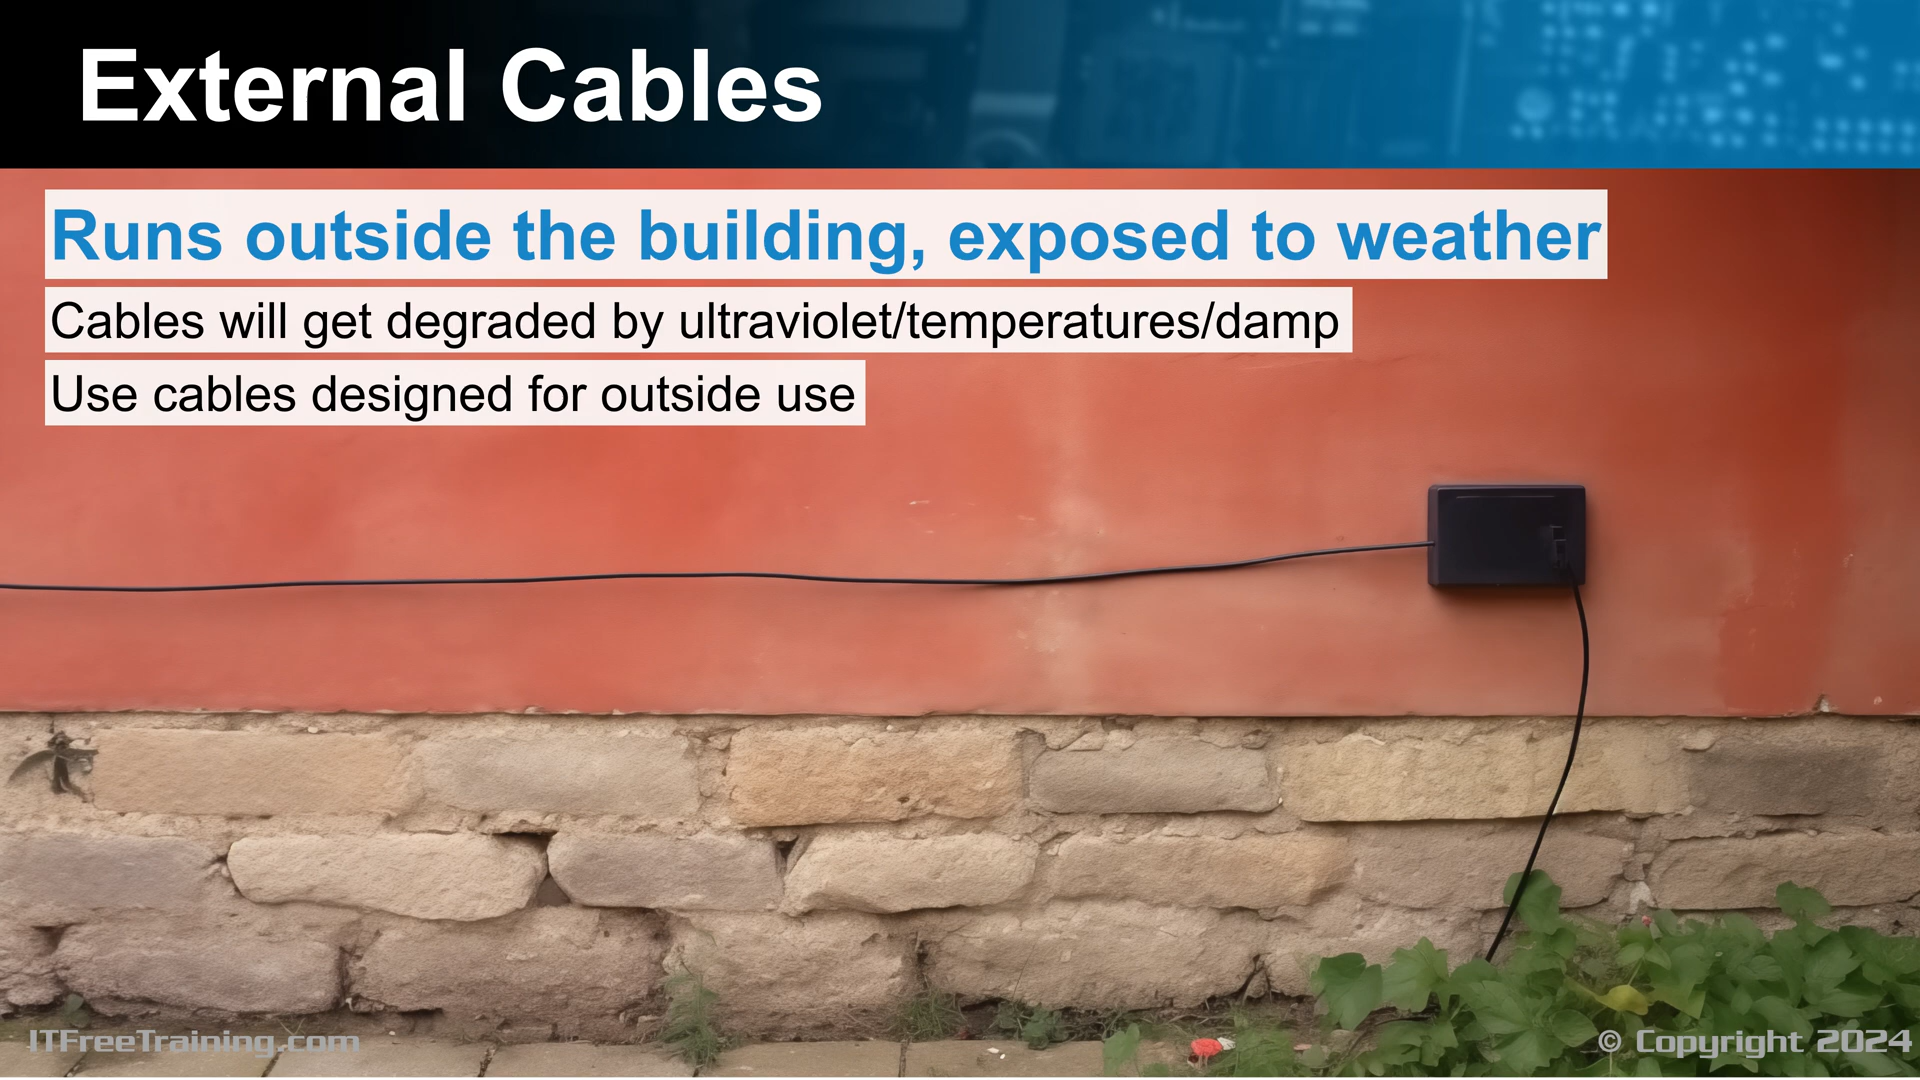 External Cables
Runs outside the building, exposed to weather
Cables will get degraded by ultraviolet/temperatures/damp
Use cables designed for outside use
ITFreeTraining.com
© Copyright 2024